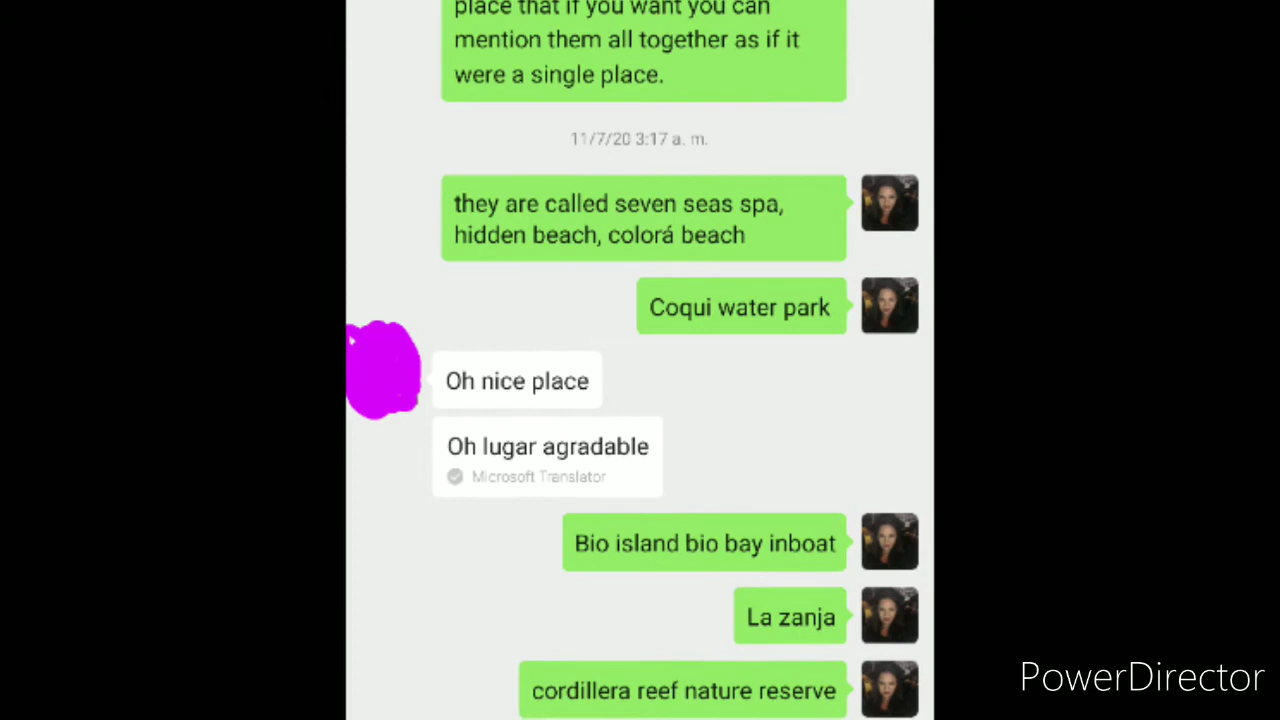 place that if you want you can
mention them all together as if it
were a single place.
11/7/20 3:17 a. m.
they are called seven seas spa,
hidden beach, colorá beach
Coqui water park
Oh nice place
Oh lugar agradable
Microsoft Translator
Bio island bio bay inboat
La zanja
cordillera reef nature reserve
PowerDirector